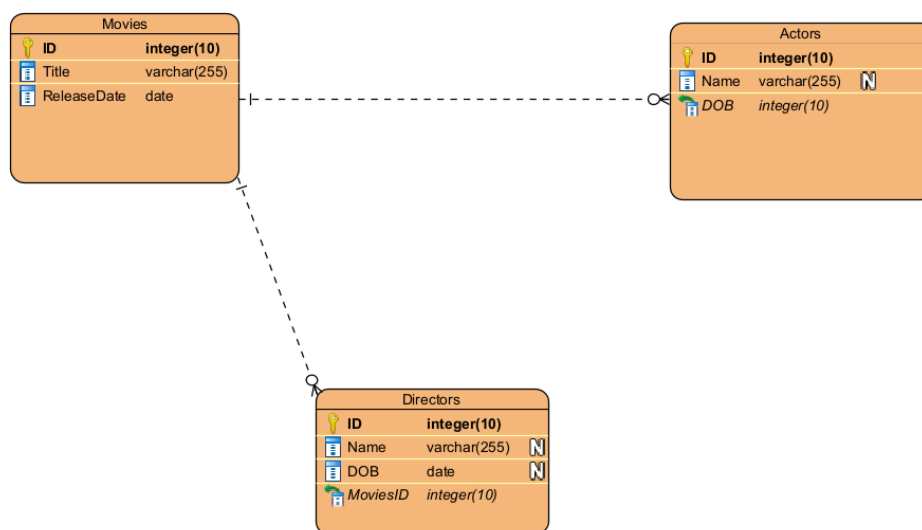 Movies
ID integer(10)
Title varchar(255)
ReleaseDate date
Actors
ID integer(10)
Name varchar(255) N
DOB integer(10)
Directors
ID integer(10)
Name varchar(255) N
DOB date N
MoviesID integer(10)